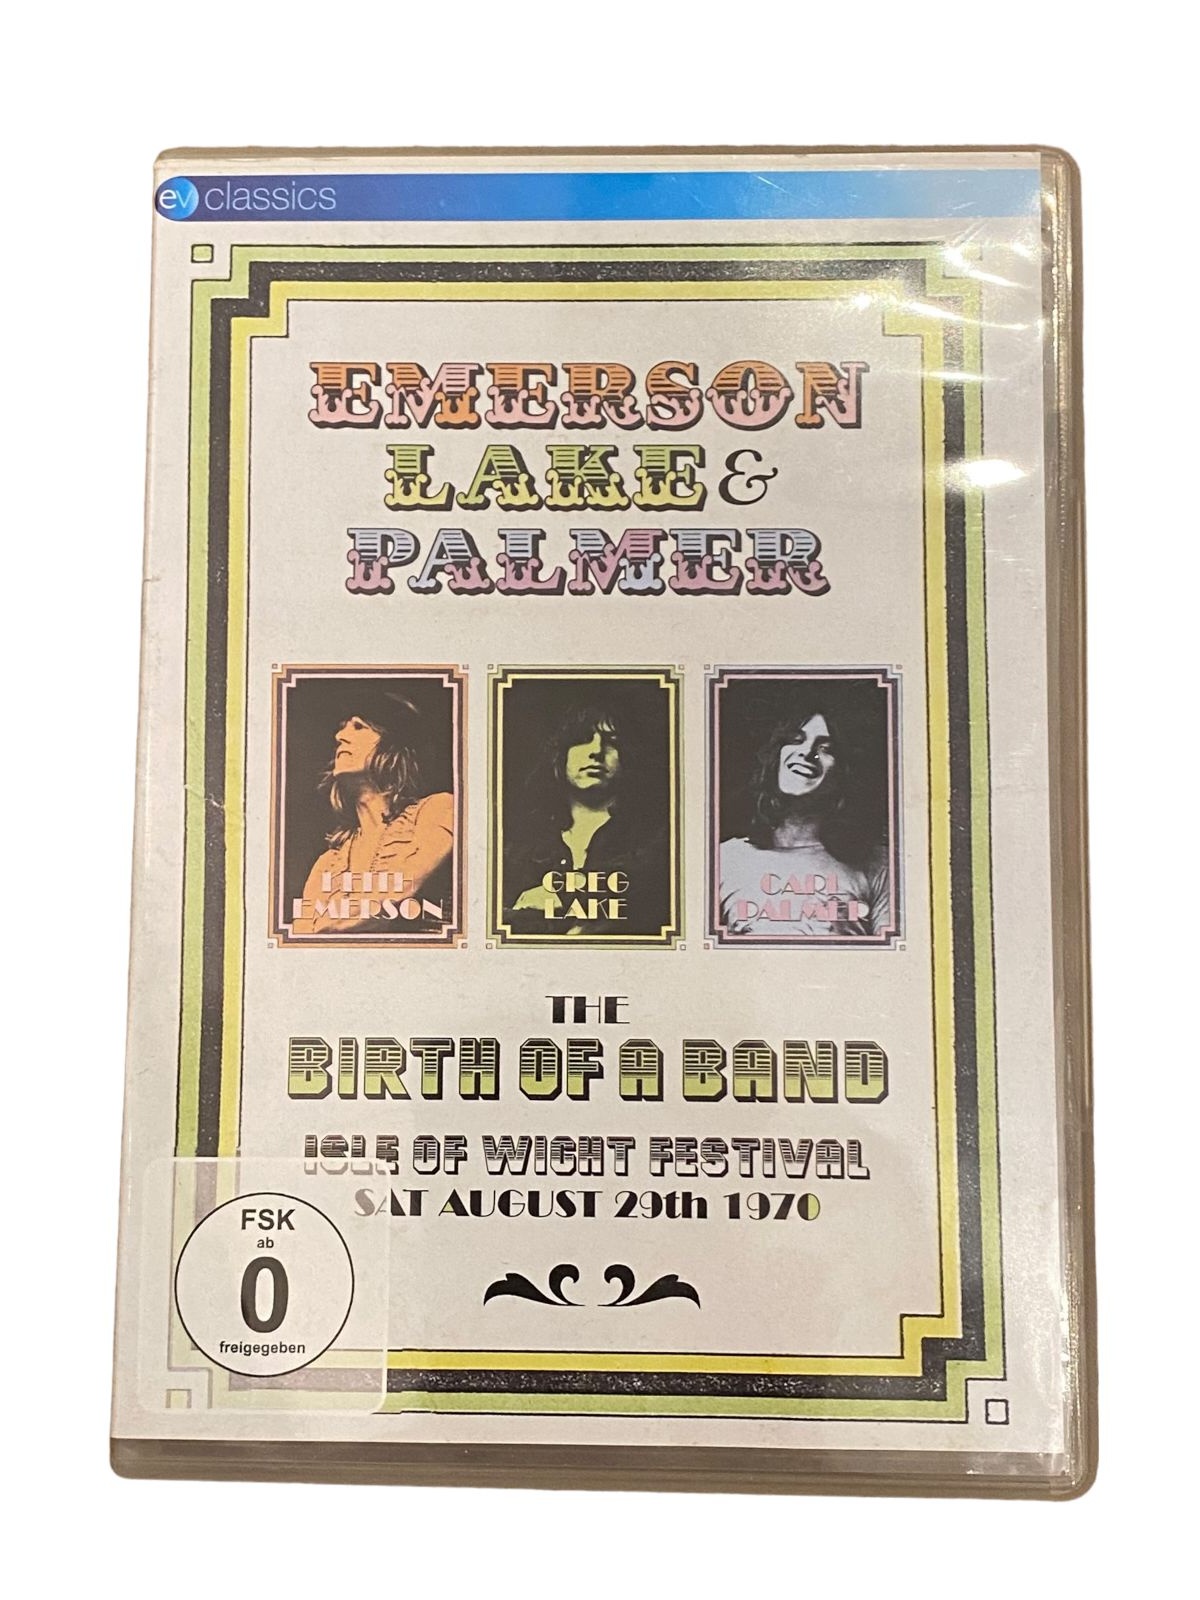 ev classics
EMERSON
LAKE &
PALMER
KEITH
EMERSON
GREG
LAKE
CARL
PALMER
THE
BIRTH OF A BAND
ISLE OF WIGHT FESTIVAL
SAT AUGUST 29th 1970
FSK
ab
0
freigegeben